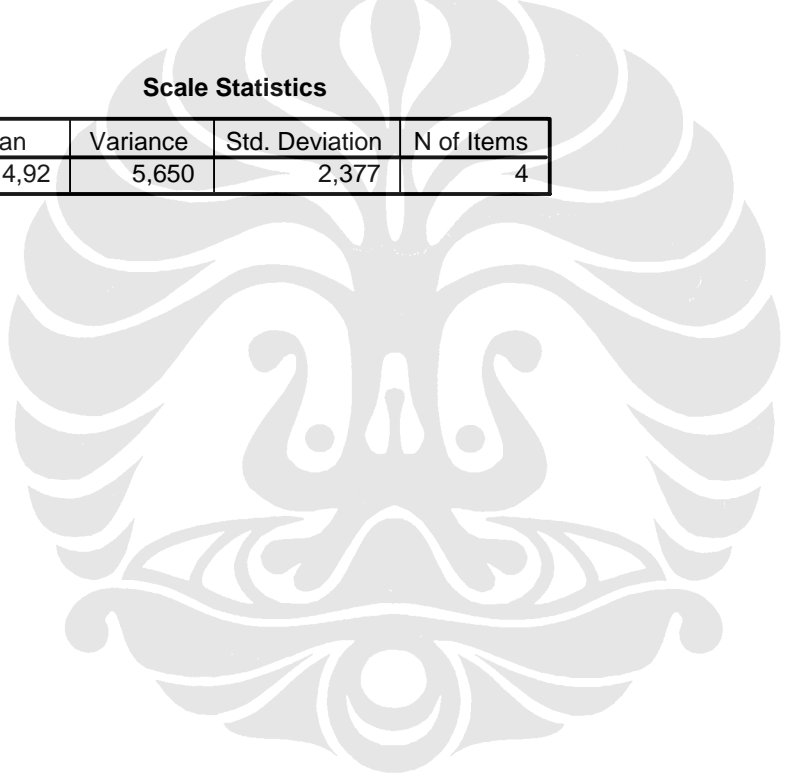 Scale Statistics
an Variance Std. Deviation N of Items
4,92 5,650 2,377 4